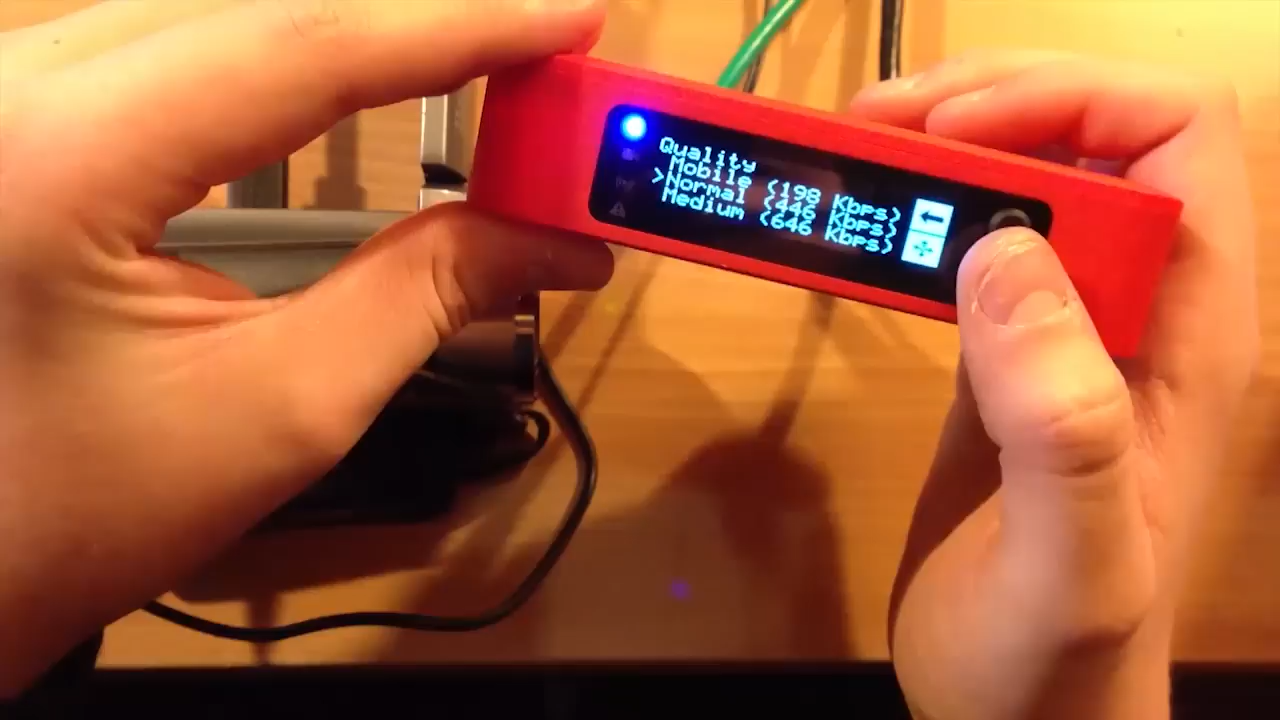 Quality
Mobile (198 Kbps)
>Normal (446 Kbps)
Medium (646 Kbps)